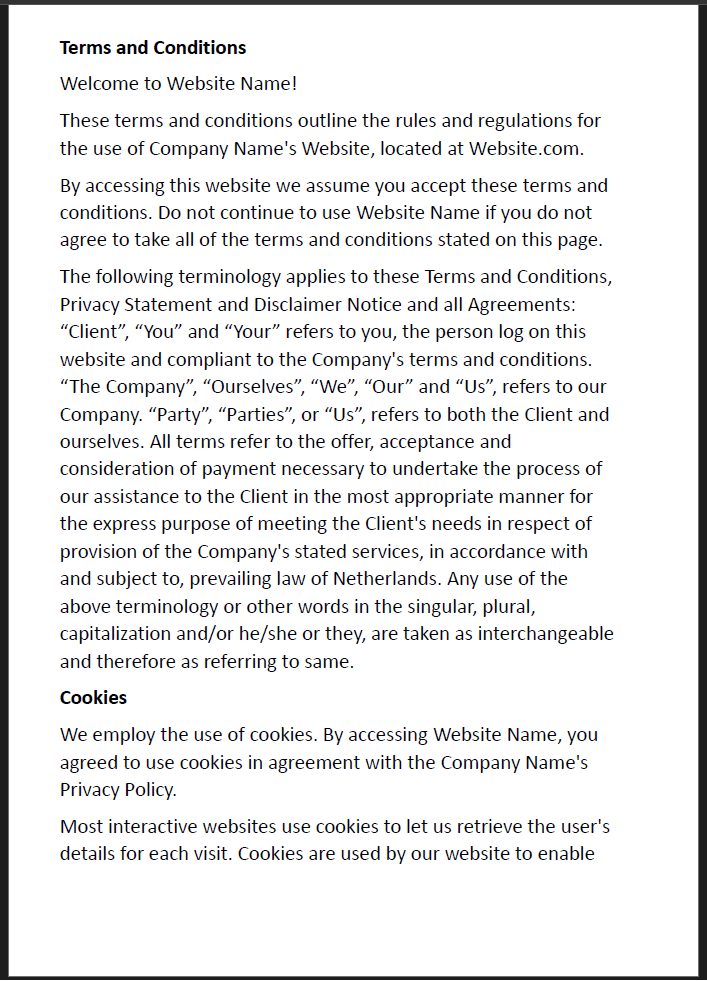 Terms and Conditions
Welcome to Website Name!
These terms and conditions outline the rules and regulations for
the use of Company Name's Website, located at Website.com.
By accessing this website we assume you accept these terms and
conditions. Do not continue to use Website Name if you do not
agree to take all of the terms and conditions stated on this page.
The following terminology applies to these Terms and Conditions,
Privacy Statement and Disclaimer Notice and all Agreements:
“Client”, “You” and “Your” refers to you, the person log on this
website and compliant to the Company's terms and conditions.
“The Company”, “Ourselves”, “We”, “Our” and “Us”, refers to our
Company. “Party”, “Parties”, or “Us”, refers to both the Client and
ourselves. All terms refer to the offer, acceptance and
consideration of payment necessary to undertake the process of
our assistance to the Client in the most appropriate manner for
the express purpose of meeting the Client's needs in respect of
provision of the Company's stated services, in accordance with
and subject to, prevailing law of Netherlands. Any use of the
above terminology or other words in the singular, plural,
capitalization and/or he/she or they, are taken as interchangeable
and therefore as referring to same.
Cookies
We employ the use of cookies. By accessing Website Name, you
agreed to use cookies in agreement with the Company Name's
Privacy Policy.
Most interactive websites use cookies to let us retrieve the user's
details for each visit. Cookies are used by our website to enable